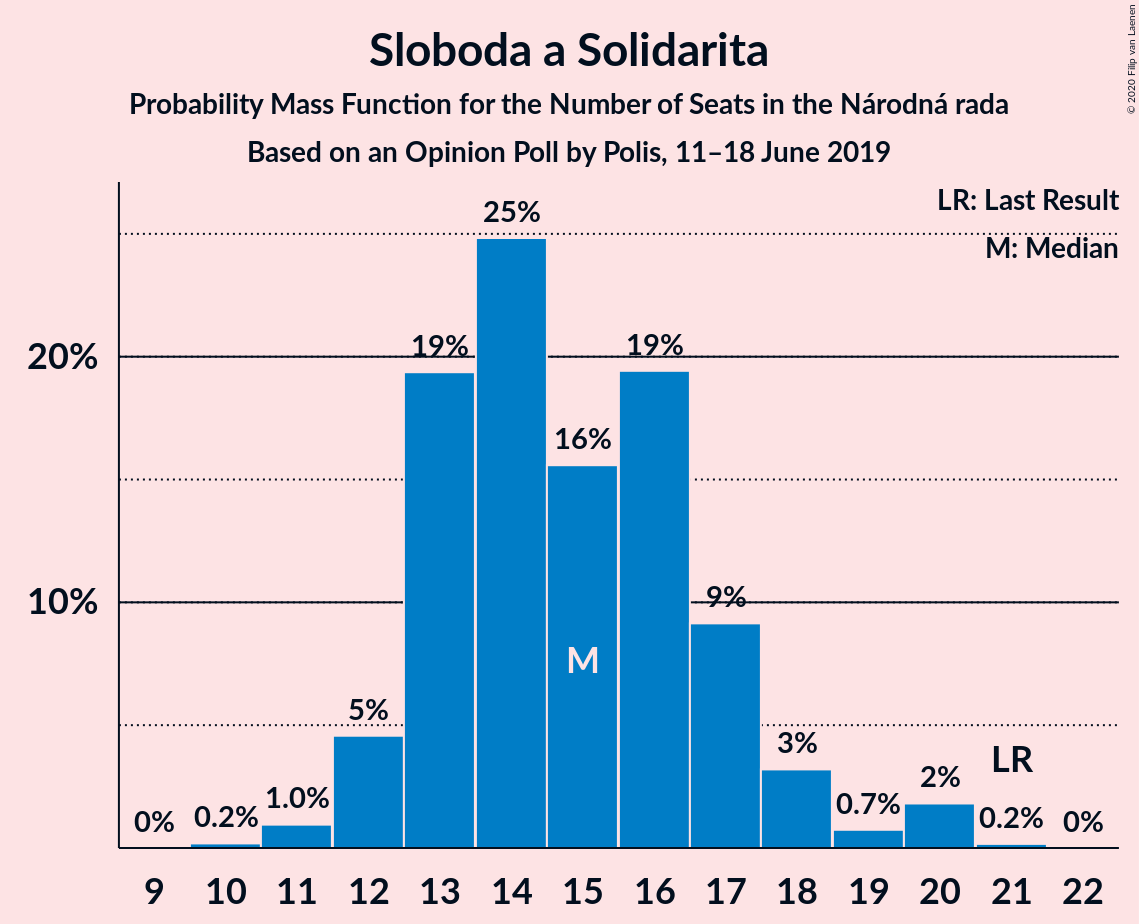 Sloboda a Solidarita
Probability Mass Function for the Number of Seats in the Národná rada
Based on an Opinion Poll by Polis, 11–18 June 2019
© 2020 Filip van Laenen
LR: Last Result
M: Median
20%
10%
0%
0.2%
1.0%
5%
19%
25%
16%
19%
9%
3%
0.7%
2%
0.2%
0%
M
LR
9 10 11 12 13 14 15 16 17 18 19 20 21 22